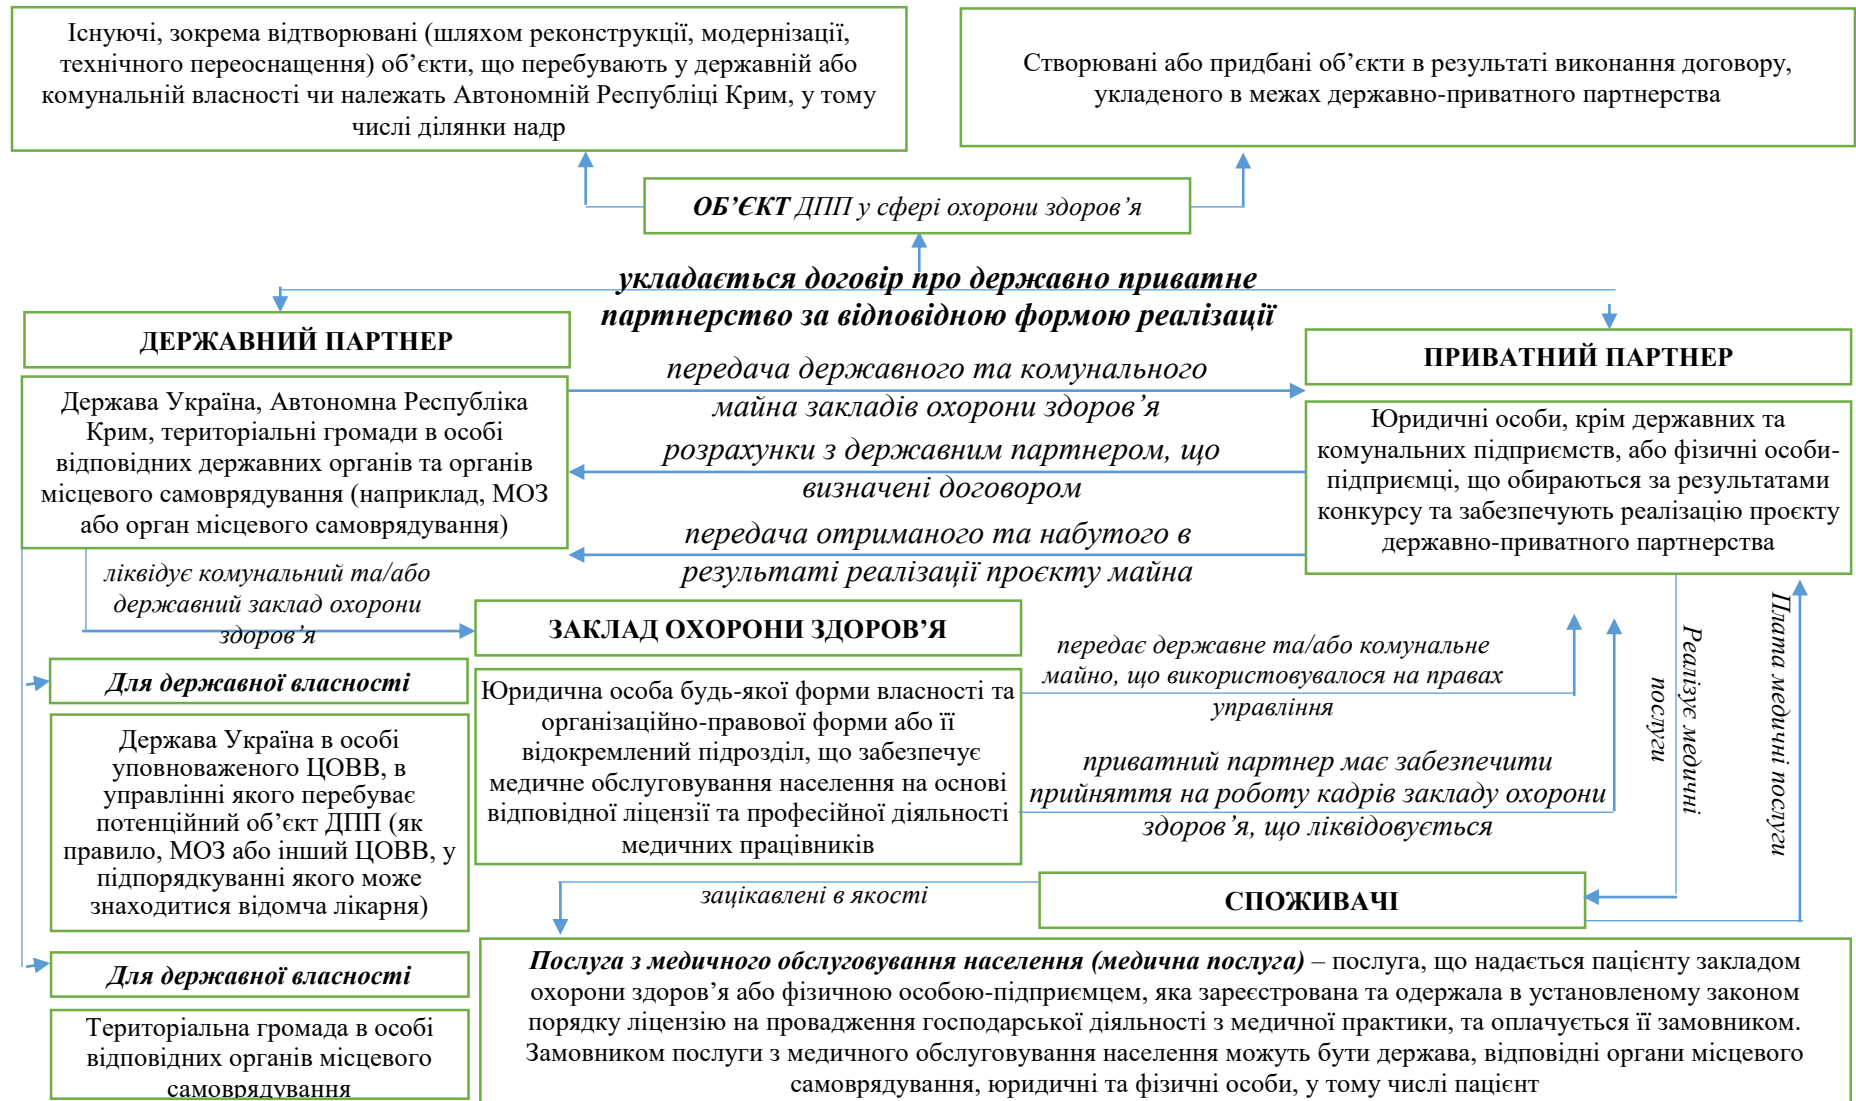 Існуючі, зокрема відтворювані (шляхом реконструкції, модернізації,
технічного переоснащення) об’єкти, що перебувають у державній або
комунальній власності чи належать Автономній Республіці Крим, у тому
числі ділянки надр
Створювані або придбані об’єкти в результаті виконання договору,
укладеного в межах державно-приватного партнерства
ОБ’ЄКТ ДПП у сфері охорони здоров’я
укладається договір про державно приватне
партнерство за відповідною формою реалізації
ДЕРЖАВНИЙ ПАРТНЕР
Держава Україна, Автономна Республіка
Крим, територіальні громади в особі
відповідних державних органів та органів
місцевого самоврядування (наприклад, МОЗ
або орган місцевого самоврядування)
передача державного та комунального
майна закладів охорони здоров’я
розрахунки з державним партнером, що
визначені договором
передача отриманого та набутого в
результаті реалізації проєкту майна
ПРИВАТНИЙ ПАРТНЕР
Юридичні особи, крім державних та
комунальних підприємств, або фізичні особи-
підприємці, що обираються за результатами
конкурсу та забезпечують реалізацію проєкту
державно-приватного партнерства
ліквідує комунальний та/або
державний заклад охорони
здоров’я
ЗАКЛАД ОХОРОНИ ЗДОРОВ’Я
Юридична особа будь-якої форми власності та
організаційно-правової форми або її
відокремлений підрозділ, що забезпечує
медичне обслуговування населення на основі
відповідної ліцензії та професійної діяльності
медичних працівників
передає державне та/або комунальне
майно, що використовувалося на правах
управління
приватний партнер має забезпечити
прийняття на роботу кадрів закладу охорони
здоров’я, що ліквідовується
Реалізує медичні
послуги
Плата медичні послуги
Для державної власності
Держава Україна в особі
уповноваженого ЦОВВ, в
управлінні якого перебуває
потенційний об’єкт ДПП (як
правило, МОЗ або інший ЦОВВ, у
підпорядкуванні якого може
знаходитися відомча лікарня)
Для державної власності
Територіальна громада в особі
відповідних органів місцевого
самоврядування
зацікавлені в якості
СПОЖИВАЧІ
Послуга з медичного обслуговування населення (медична послуга) – послуга, що надається пацієнту закладом
охорони здоров’я або фізичною особою-підприємцем, яка зареєстрована та одержала в установленому законом
порядку ліцензію на провадження господарської діяльності з медичної практики, та оплачується її замовником.
Замовником послуги з медичного обслуговування населення можуть бути держава, відповідні органи місцевого
самоврядування, юридичні та фізичні особи, у тому числі пацієнт